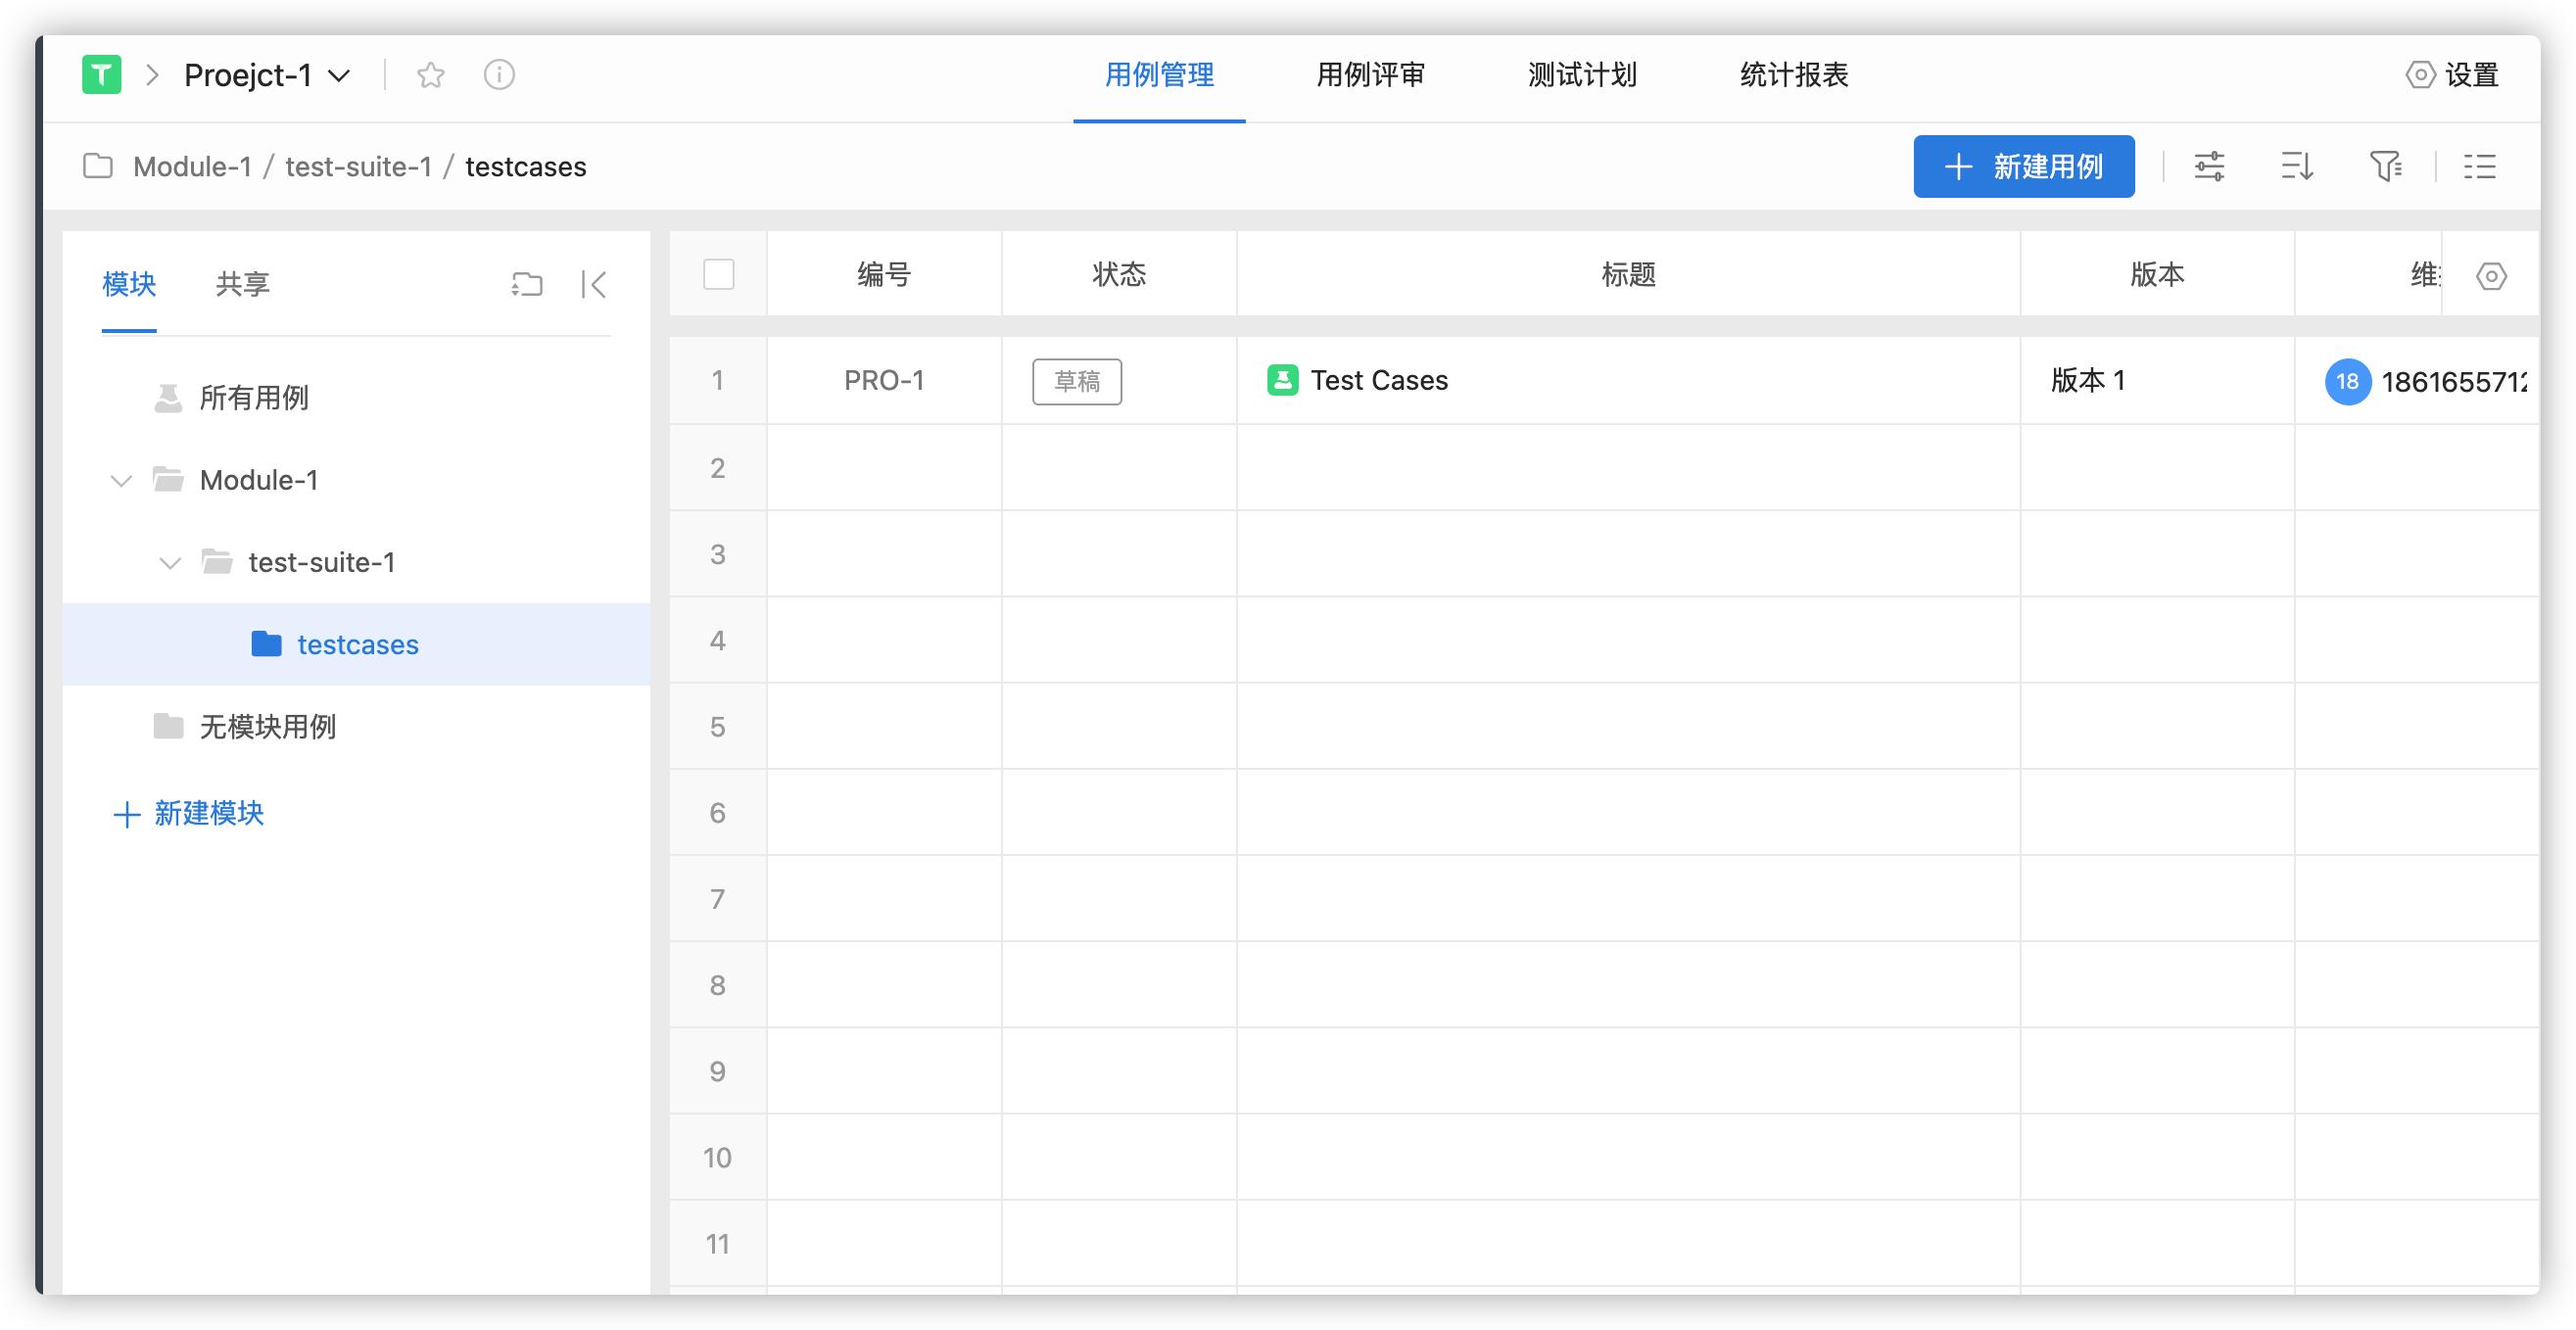 Proejct-1 用例管理 用例评审 测试计划 统计报表 设置
Module-1 / test-suite-1 / testcases 新建用例
模块 共享
所有用例
Module-1
test-suite-1
testcases
无模块用例
新建模块
编号 状态 标题 版本
1 PRO-1 草稿 Test Cases 版本 1 18 186165571
2
3
4
5
6
7
8
9
10
11